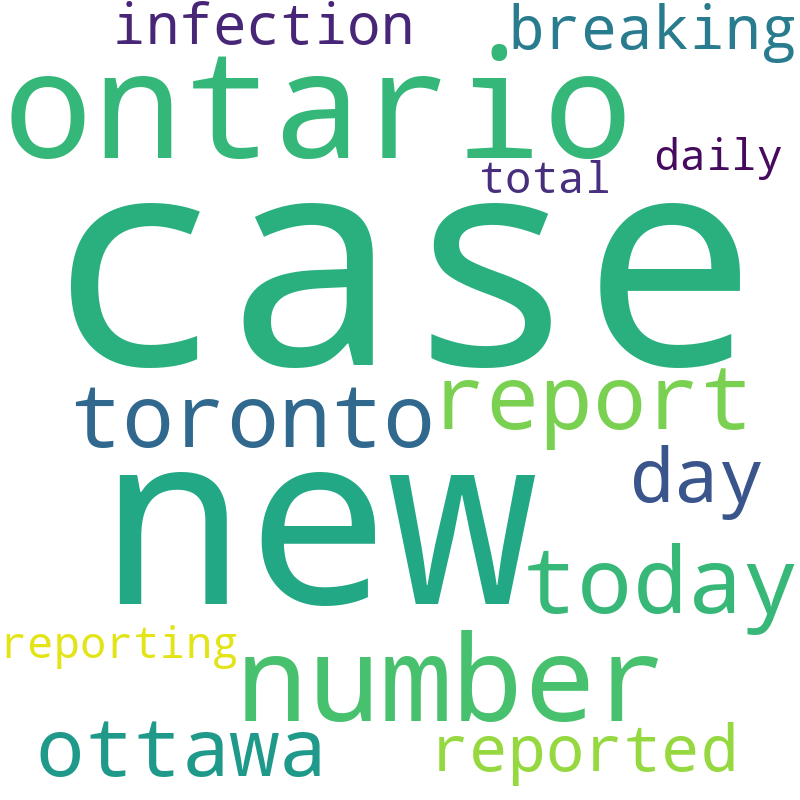 infection
breaking
ontario
daily
total
case
report
toronto
day
new
today
reporting
number
ottawa
reported